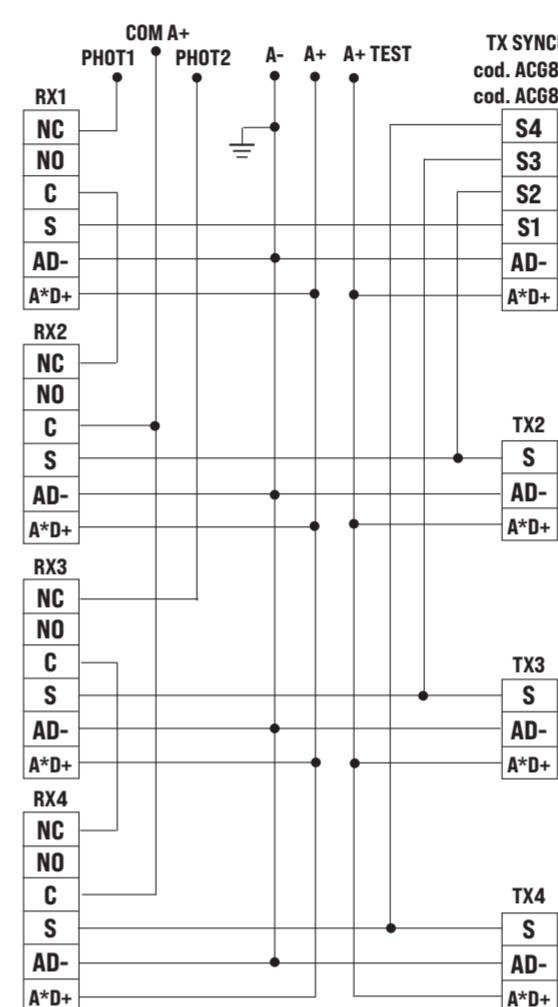 COM A+
PHOT1 PHOT2 A- A+ A+ TEST
TX SYNC
cod. ACG8
cod. ACG8
RX1
NC
NO
C
S
AD-
A*D+
S4
S3
S2
S1
AD-
A*D+
RX2
NC
NO
C
S
AD-
A*D+
TX2
S
AD-
A*D+
RX3
NC
NO
C
S
AD-
A*D+
TX3
S
AD-
A*D+
RX4
NC
NO
C
S
AD-
A*D+
TX4
S
AD-
A*D+